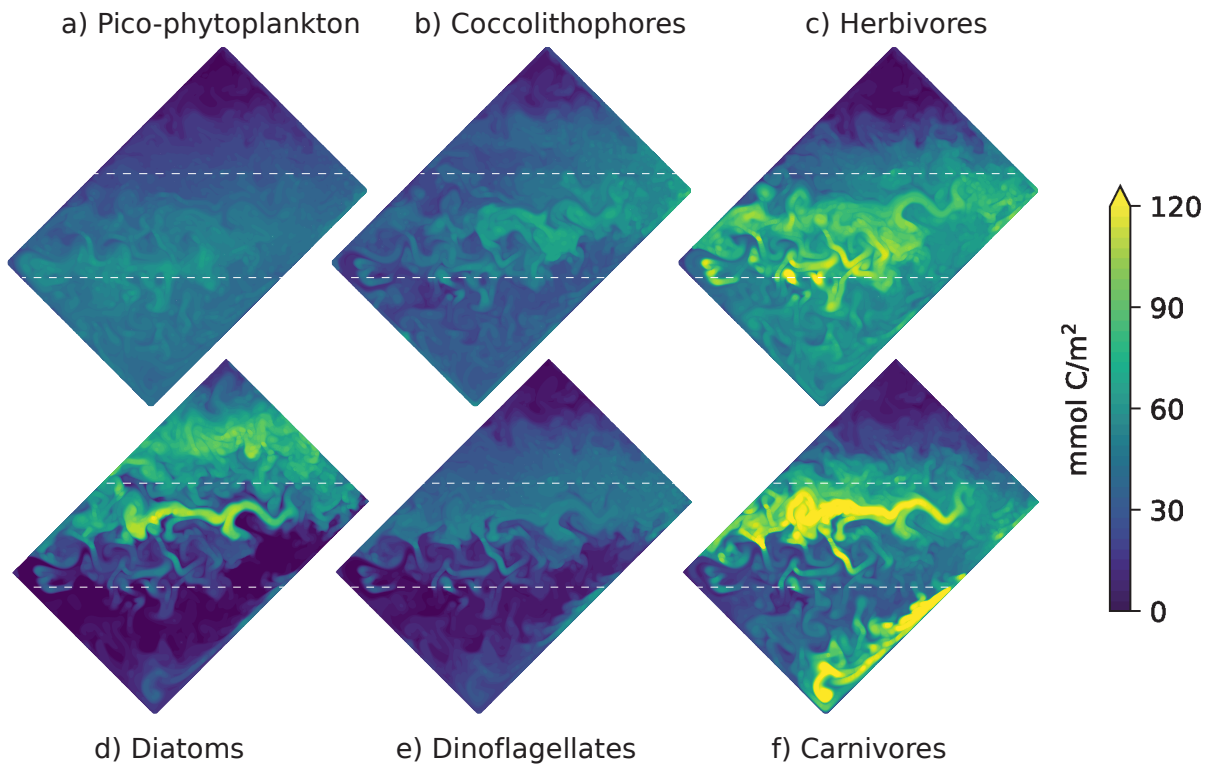 a) Pico-phytoplankton
b) Coccolithophores
c) Herbivores
d) Diatoms
e) Dinoflagellates
f) Carnivores
mmol C/m²
120
90
60
30
0